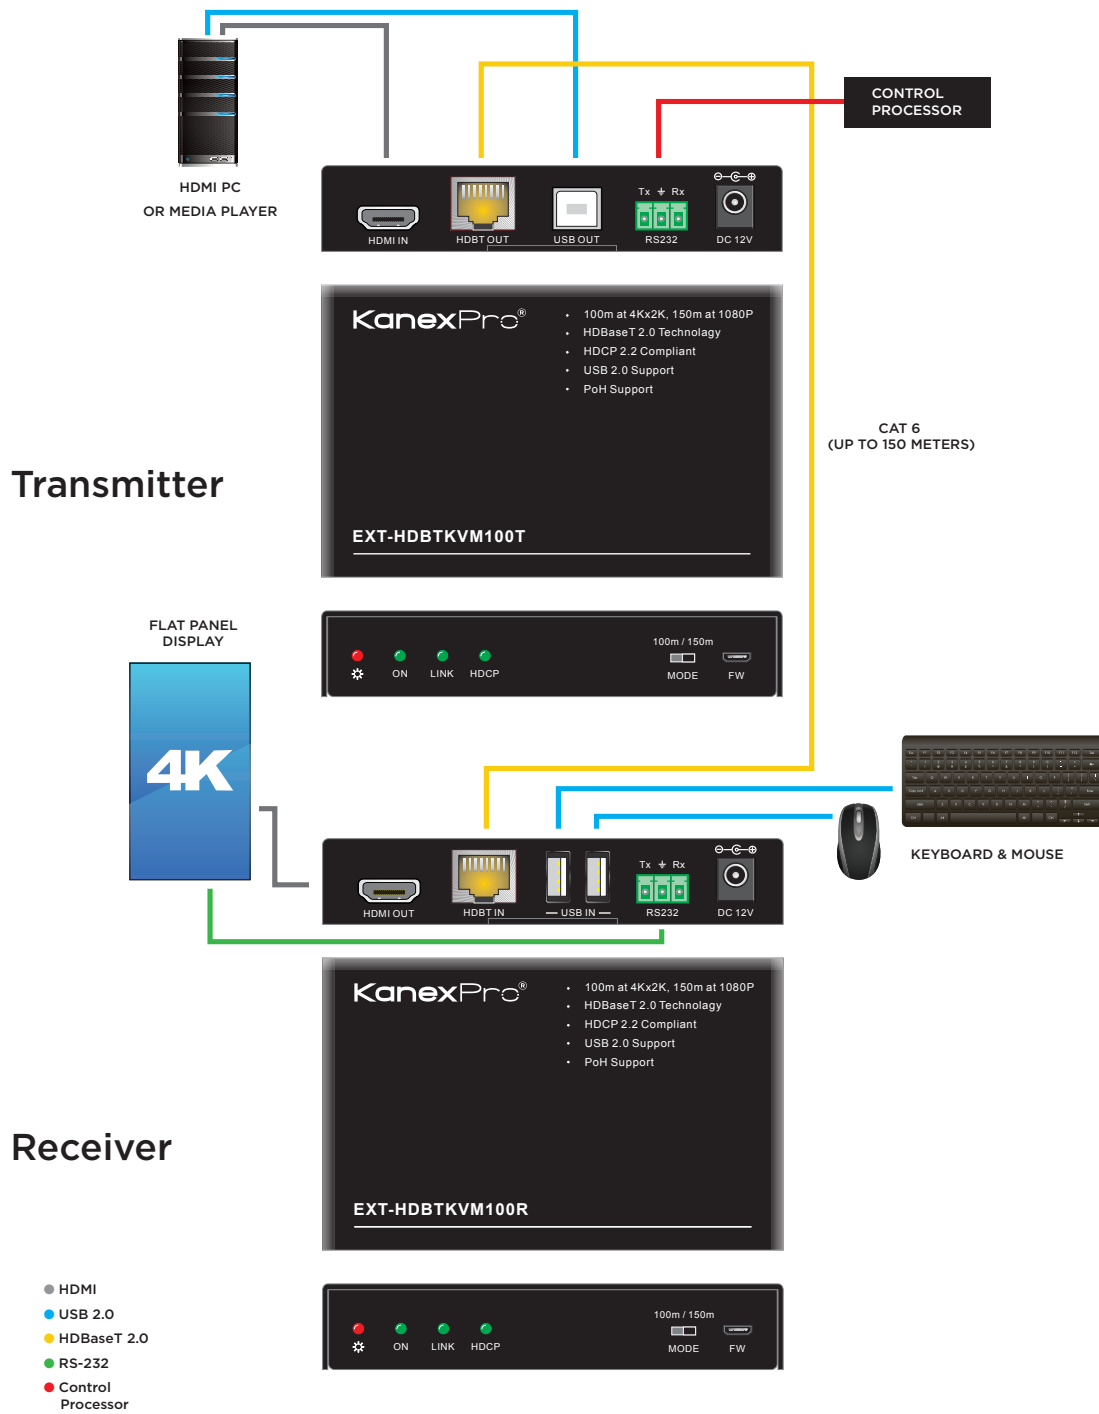 CONTROL
PROCESSOR
HDMI PC
OR MEDIA PLAYER
Tx Rx
HDMI IN
HDBT OUT
USB OUT
RS232
DC 12V
KanexPro®
• 100m at 4Kx2K, 150m at 1080P
• HDBaseT 2.0 Technolagy
• HDCP 2.2 Compliant
• USB 2.0 Support
• PoH Support
CAT 6
(UP TO 150 METERS)
Transmitter
EXT-HDBTKVM100T
FLAT PANEL
DISPLAY
100m / 150m
ON
LINK
HDCP
MODE
FW
4K
KEYBOARD & MOUSE
Tx Rx
HDMI OUT
HDBT IN
USB IN
RS232
DC 12V
KanexPro®
• 100m at 4Kx2K, 150m at 1080P
• HDBaseT 2.0 Technolagy
• HDCP 2.2 Compliant
• USB 2.0 Support
• PoH Support
Receiver
EXT-HDBTKVM100R
HDMI
USB 2.0
HDBaseT 2.0
RS-232
Control
Processor
100m / 150m
ON
LINK
HDCP
MODE
FW